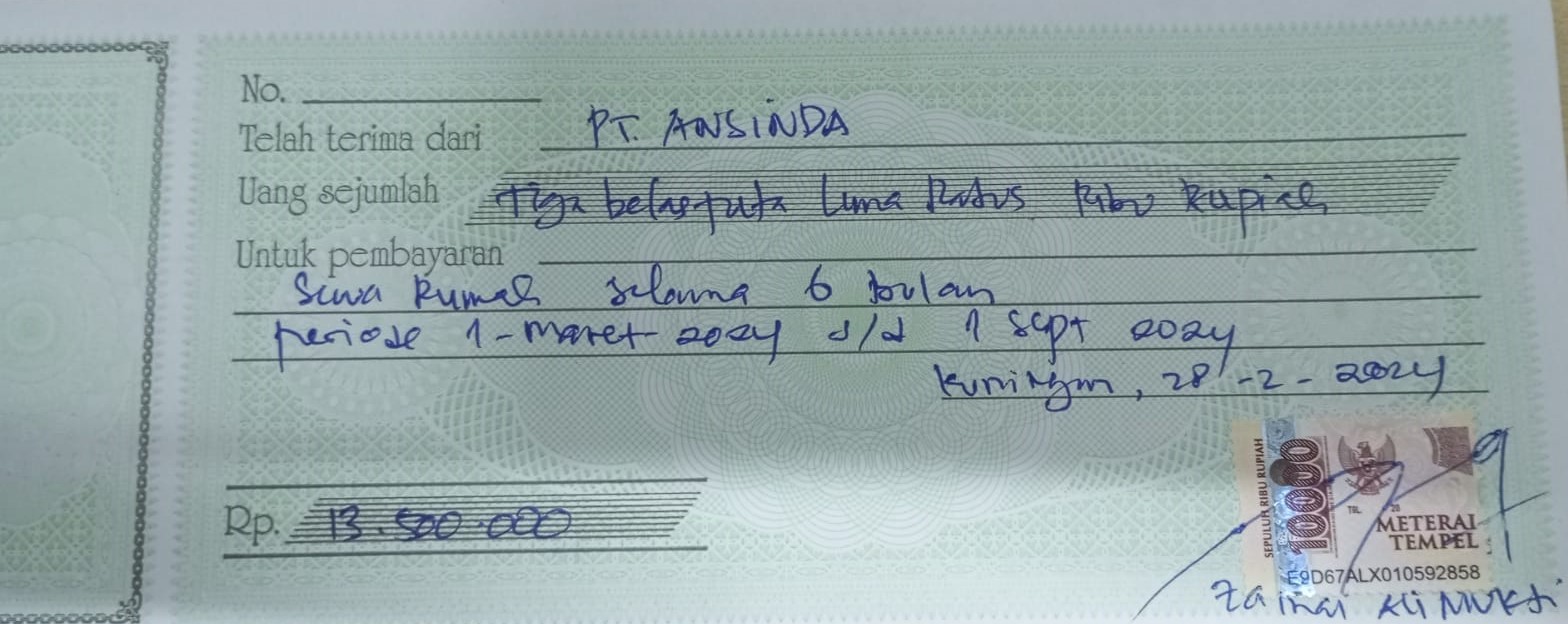 No.
Telah terima dari PT. ANSINDA
Uang sejumlah Tiga belas juta Lima Ratus Ribu Rupiah
Untuk pembayaran
Sewa Rumah selama 6 bulan
periode 1-Maret-2024 s/d 1 Sept 2024
Kuningan, 28-2-2024
SEPULUH RIBU RUPIAH
10000
TGL. 20
METERAI
TEMPEL
Rp. 13.500.000
E9D67ALX010592858
Zainal Ali Mukti